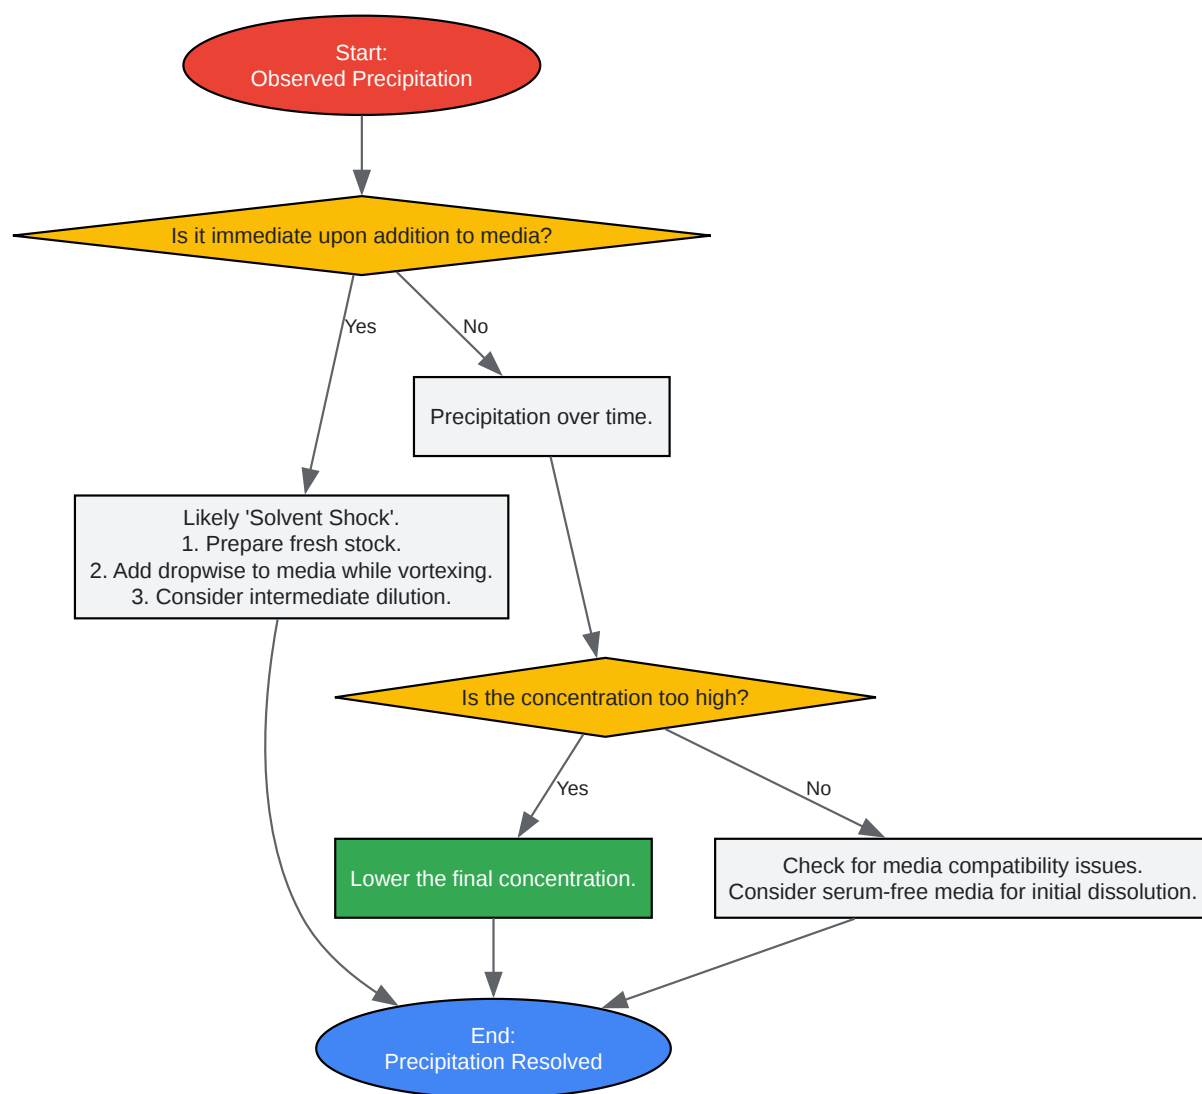 Start:
Observed Precipitation
Is it immediate upon addition to media?
Yes
No
Precipitation over time.
Likely 'Solvent Shock'.
1. Prepare fresh stock.
2. Add dropwise to media while vortexing.
3. Consider intermediate dilution.
Is the concentration too high?
Yes
No
Lower the final concentration.
Check for media compatibility issues.
Consider serum-free media for initial dissolution.
End:
Precipitation Resolved